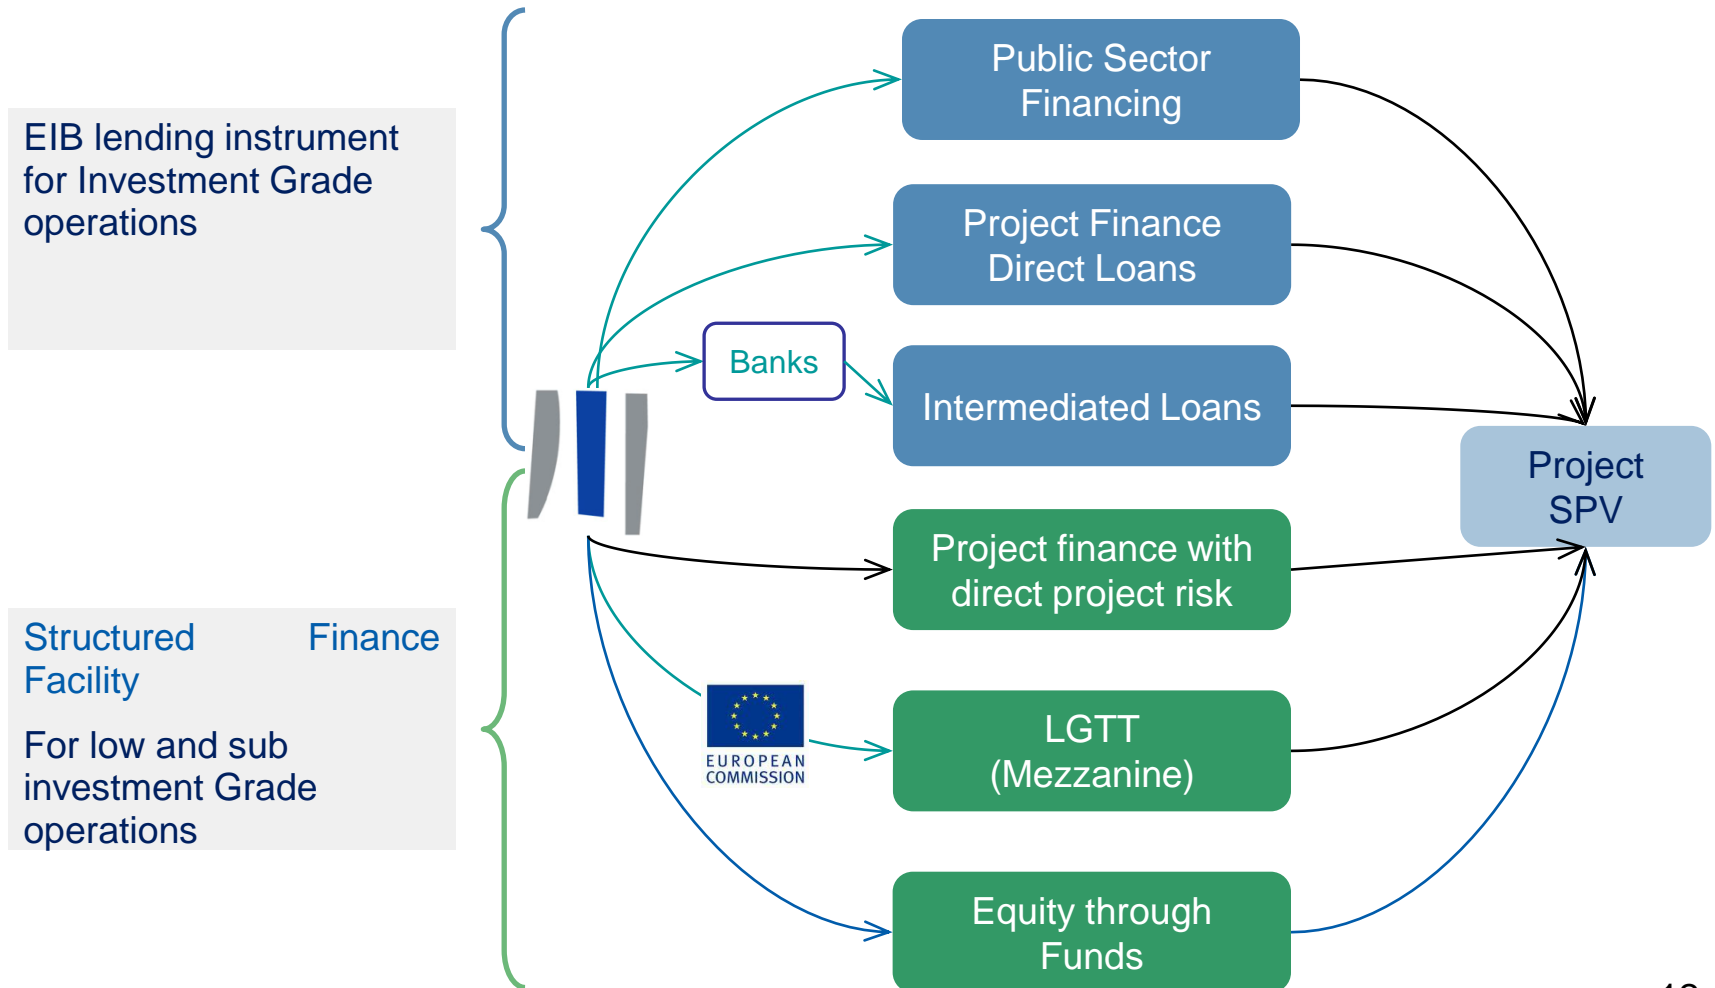 EIB lending instrument
for Investment Grade
operations
Structured Finance
Facility
For low and sub
investment Grade
operations
Public Sector
Financing
Project Finance
Direct Loans
Banks
Intermediated Loans
Project finance with
direct project risk
EUROPEAN
COMMISSION
LGTT
(Mezzanine)
Equity through
Funds
Project
SPV